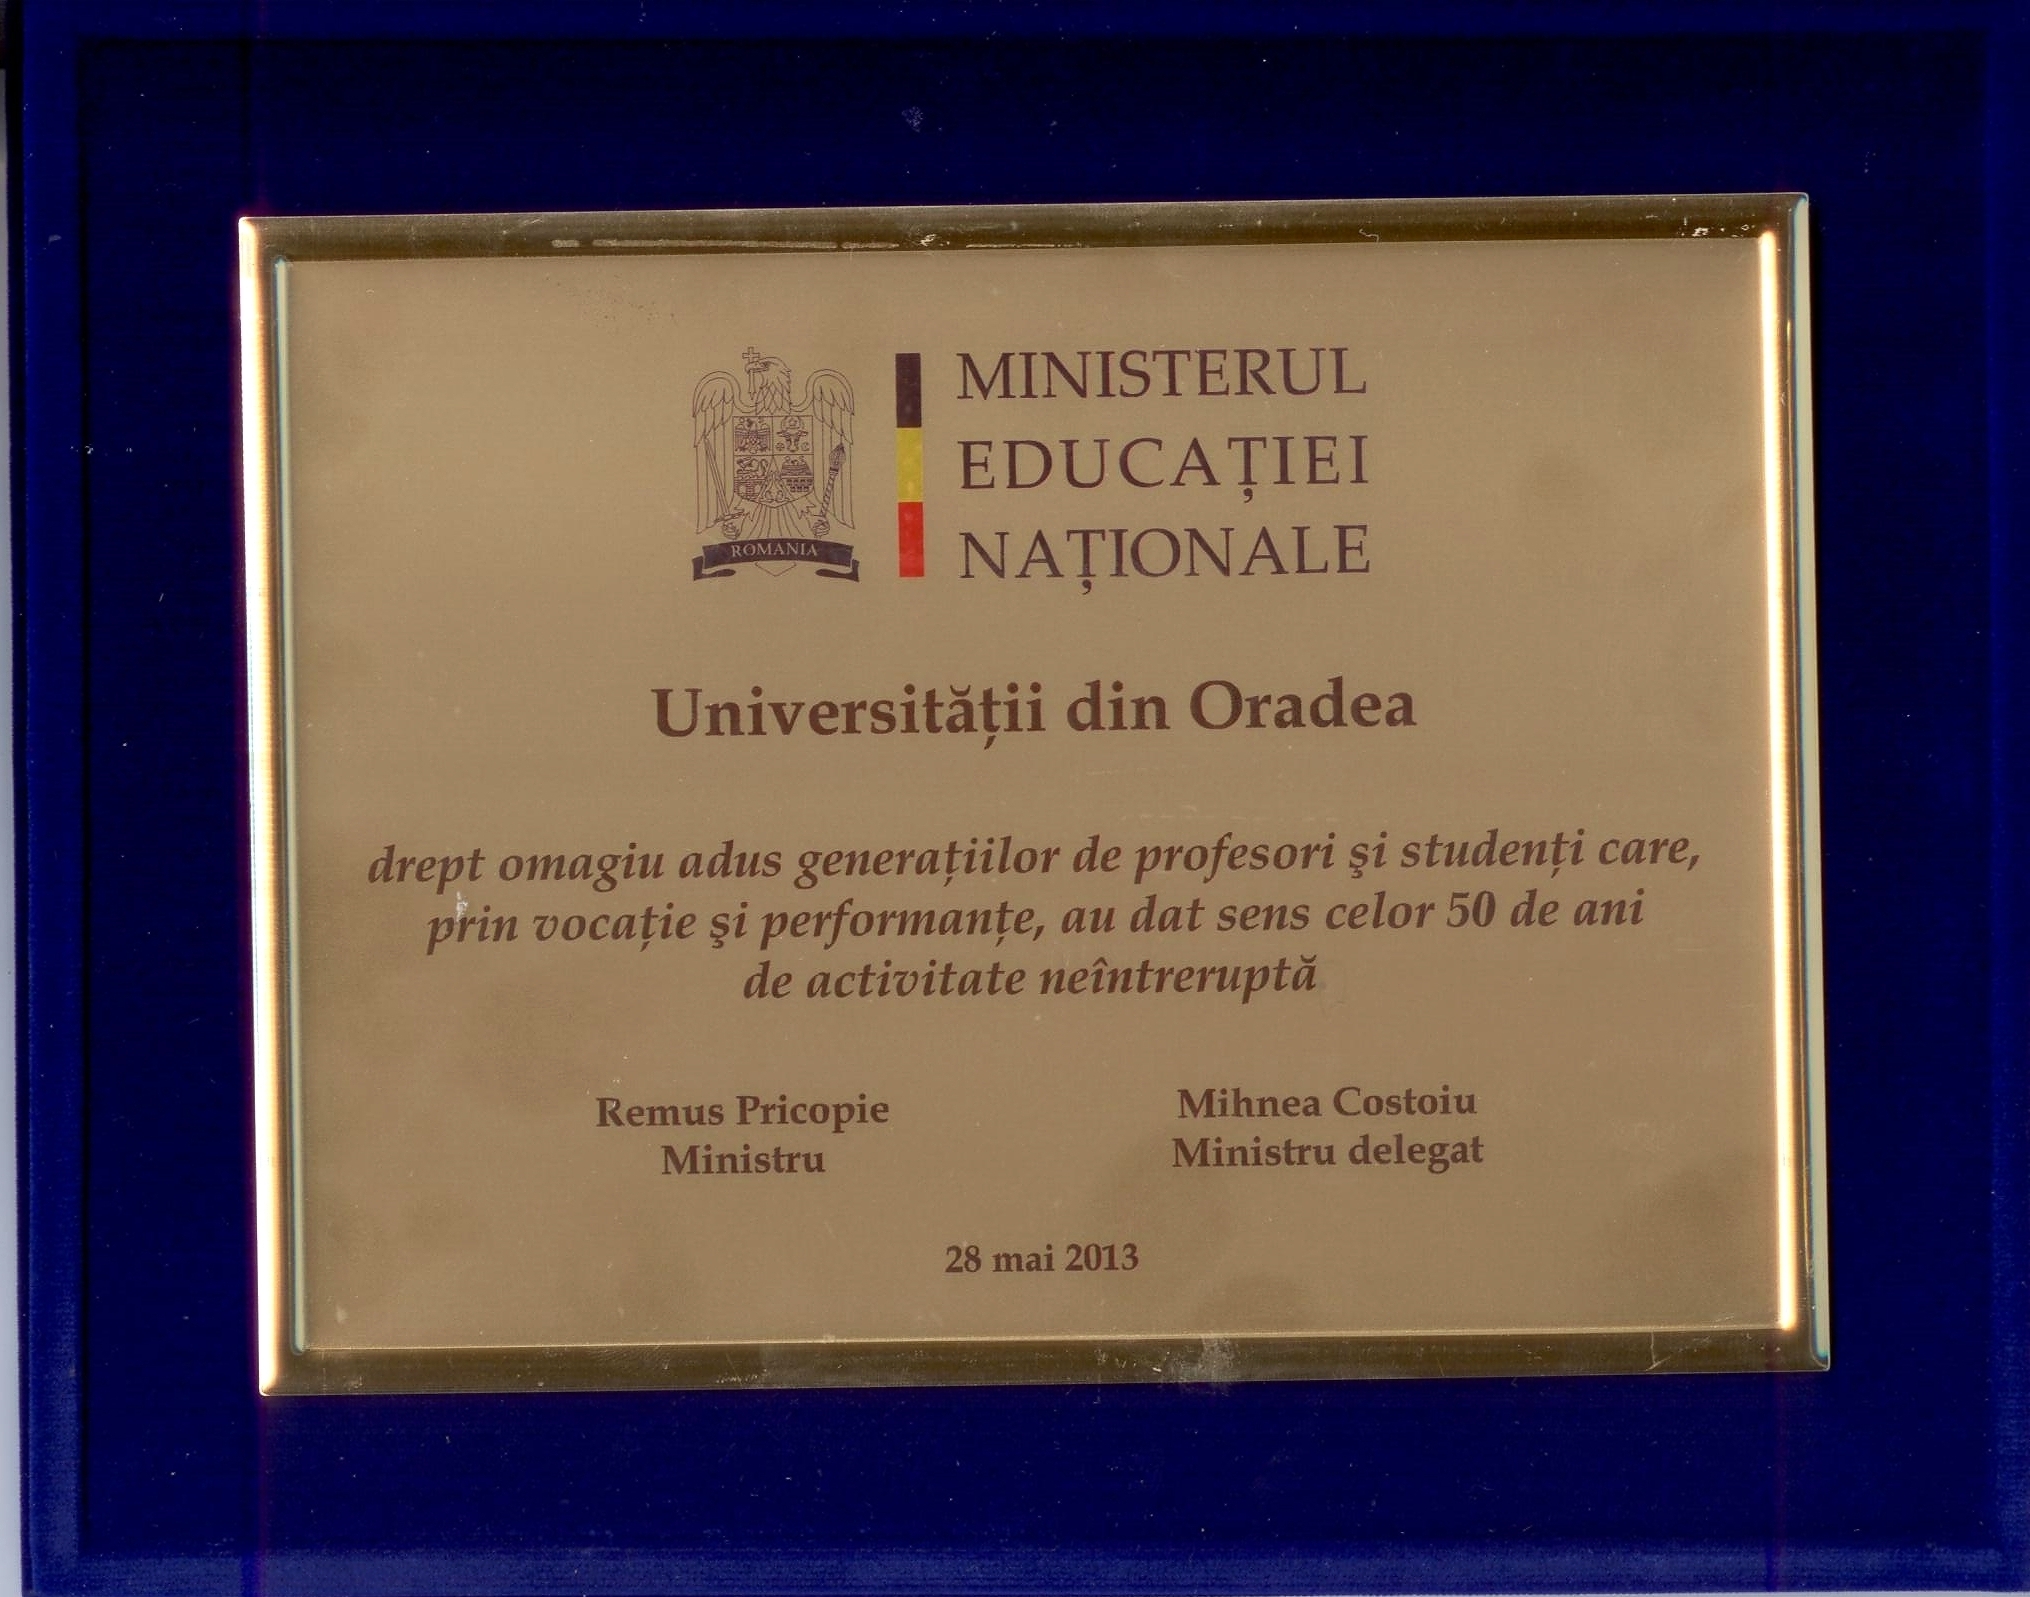 ROMANIA
MINISTERUL
EDUCAȚIEI
NAȚIONALE
Universității din Oradea
drept omagiu adus generațiilor de profesori şi studenți care,
prin vocație şi performanțe, au dat sens celor 50 de ani
de activitate neîntreruptă
Remus Pricopie
Ministru
Mihnea Costoiu
Ministru delegat
28 mai 2013